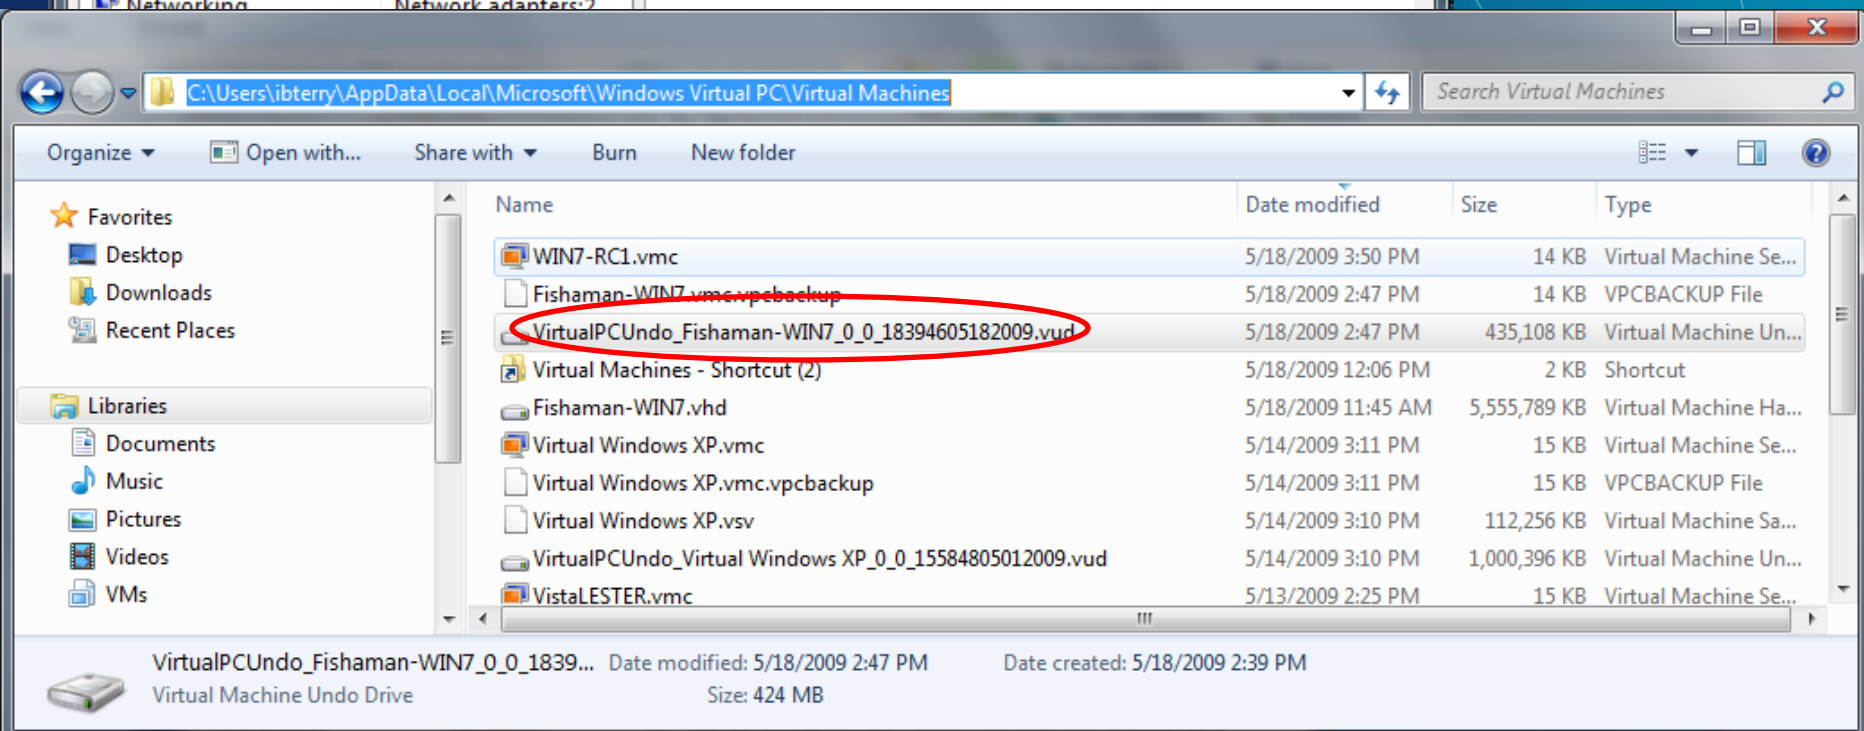 Networking Network adapters:2
C:\Users\ibterry\AppData\Local\Microsoft\Windows Virtual PC\Virtual Machines Search Virtual Machines
Organize Open with... Share with Burn New folder
Favorites
Desktop
Downloads
Recent Places
Libraries
Documents
Music
Pictures
Videos
VMs
Name Date modified Size Type
WIN7-RC1.vmc 5/18/2009 3:50 PM 14 KB Virtual Machine Se...
Fishaman-WIN7.vmc.vpcbackup 5/18/2009 2:47 PM 14 KB VPCBACKUP File
VirtualPCUndo_Fishaman-WIN7_0_0_18394605182009.vud 5/18/2009 2:47 PM 435,108 KB Virtual Machine Un...
Virtual Machines - Shortcut (2) 5/18/2009 12:06 PM 2 KB Shortcut
Fishaman-WIN7.vhd 5/18/2009 11:45 AM 5,555,789 KB Virtual Machine Ha...
Virtual Windows XP.vmc 5/14/2009 3:11 PM 15 KB Virtual Machine Se...
Virtual Windows XP.vmc.vpcbackup 5/14/2009 3:11 PM 15 KB VPCBACKUP File
Virtual Windows XP.vsv 5/14/2009 3:10 PM 112,256 KB Virtual Machine Sa...
VirtualPCUndo_Virtual Windows XP_0_0_15584805012009.vud 5/14/2009 3:10 PM 1,000,396 KB Virtual Machine Un...
VistaLESTER.vmc 5/13/2009 2:25 PM 15 KB Virtual Machine Se...
VirtualPCUndo_Fishaman-WIN7_0_0_1839... Date modified: 5/18/2009 2:47 PM Date created: 5/18/2009 2:39 PM
Virtual Machine Undo Drive Size: 424 MB